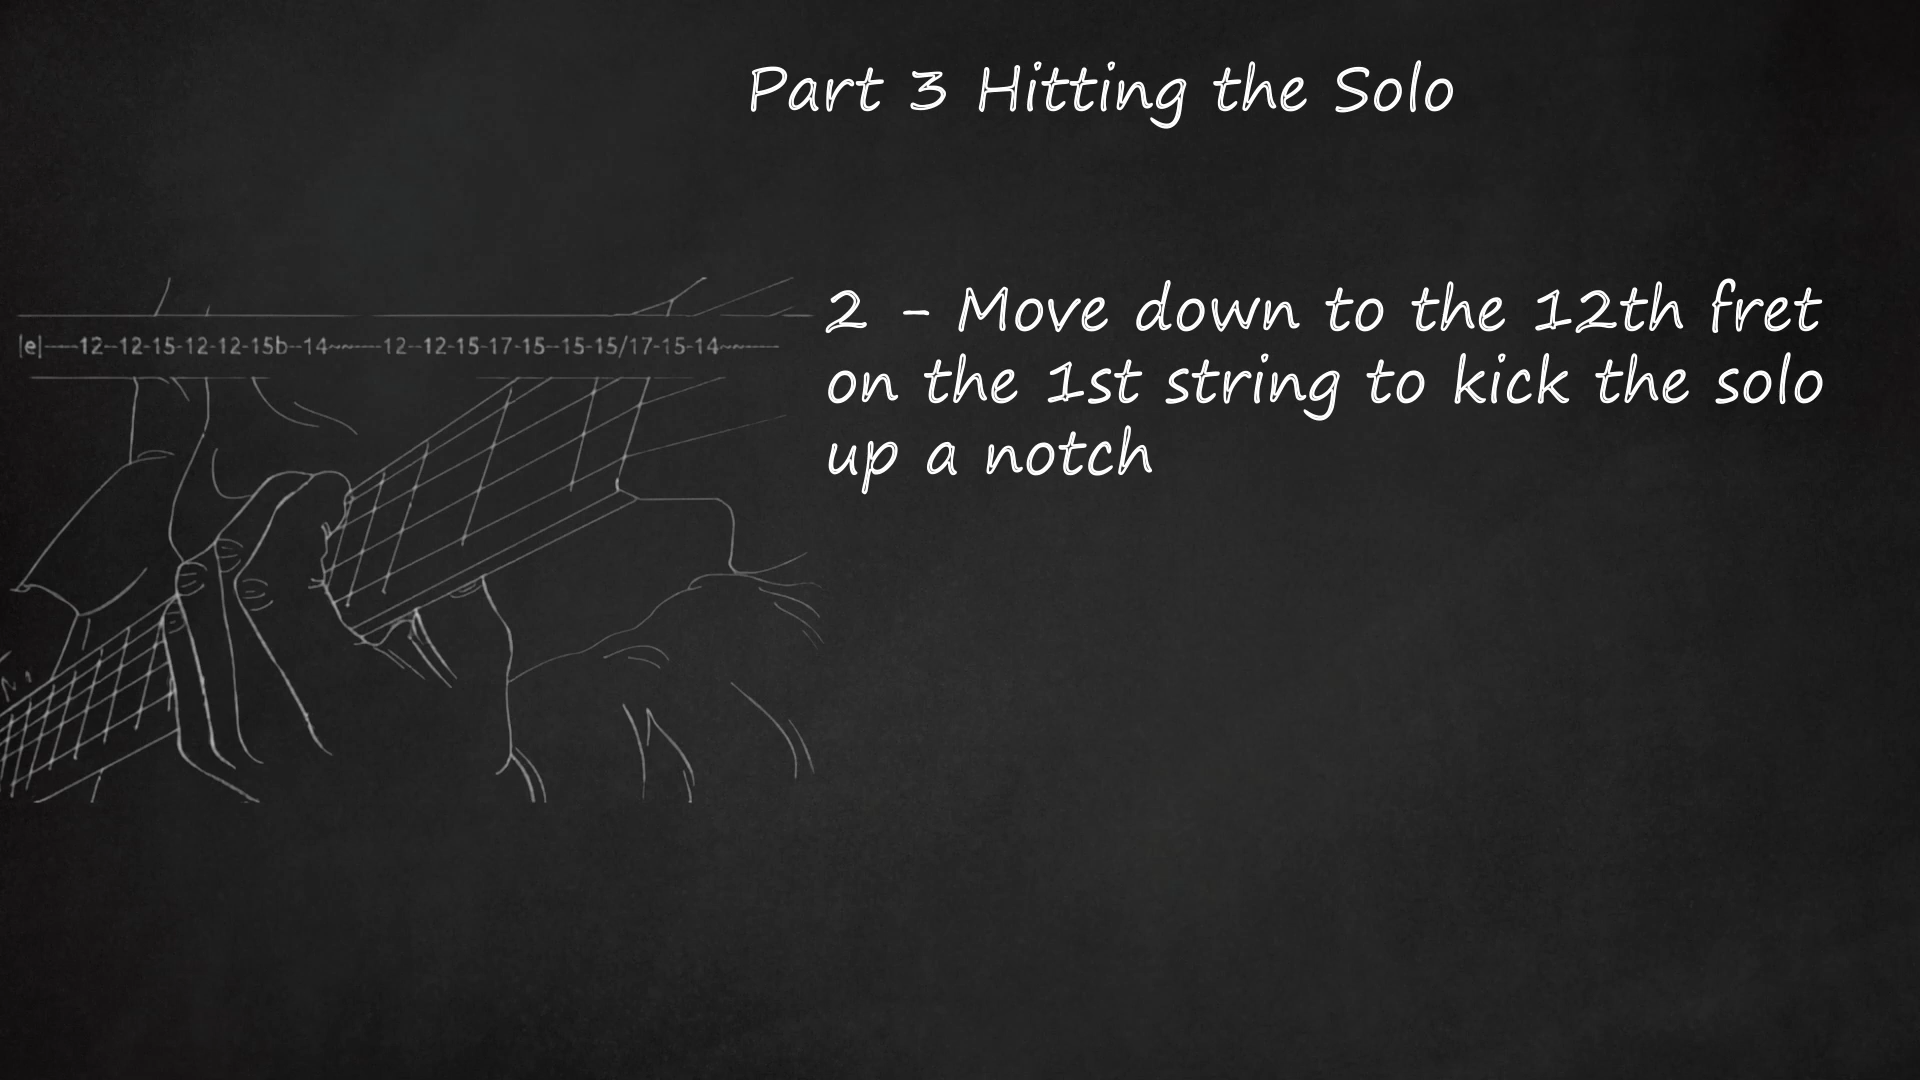 Part 3 Hitting the Solo
|e|----12--12-15-12-12-15b--14~~----12--12-15-17-15--15-15/17-15-14~~-----
2 - Move down to the 12th fret
on the 1st string to kick the solo
up a notch